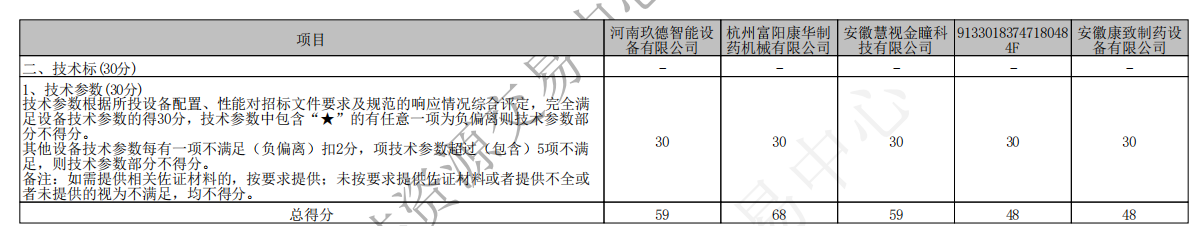 项目
河南玖德智能设
备有限公司
杭州富阳康华制
药机械有限公司
安徽慧视金瞳科
技有限公司
9133018374718048
4F
安徽康致制药设
备有限公司
二、技术标(30分)
–
–
–
–
–
1、技术参数(30分)
技术参数根据所投设备配置、性能对招标文件要求及规范的响应情况综合评定，完全满
足设备技术参数的得30分，技术参数中包含“★”的有任意一项为负偏离则技术参数部
分不得分。
其他设备技术参数每有一项不满足（负偏离）扣2分，项技术参数超过（包含）5项不满
足，则技术参数部分不得分。
备注：如需提供相关佐证材料的，按要求提供；未按要求提供佐证材料或者提供不全或
者未提供的视为不满足，均不得分。
30
30
30
30
30
总得分
59
68
59
48
48
资源交易中心
易中心